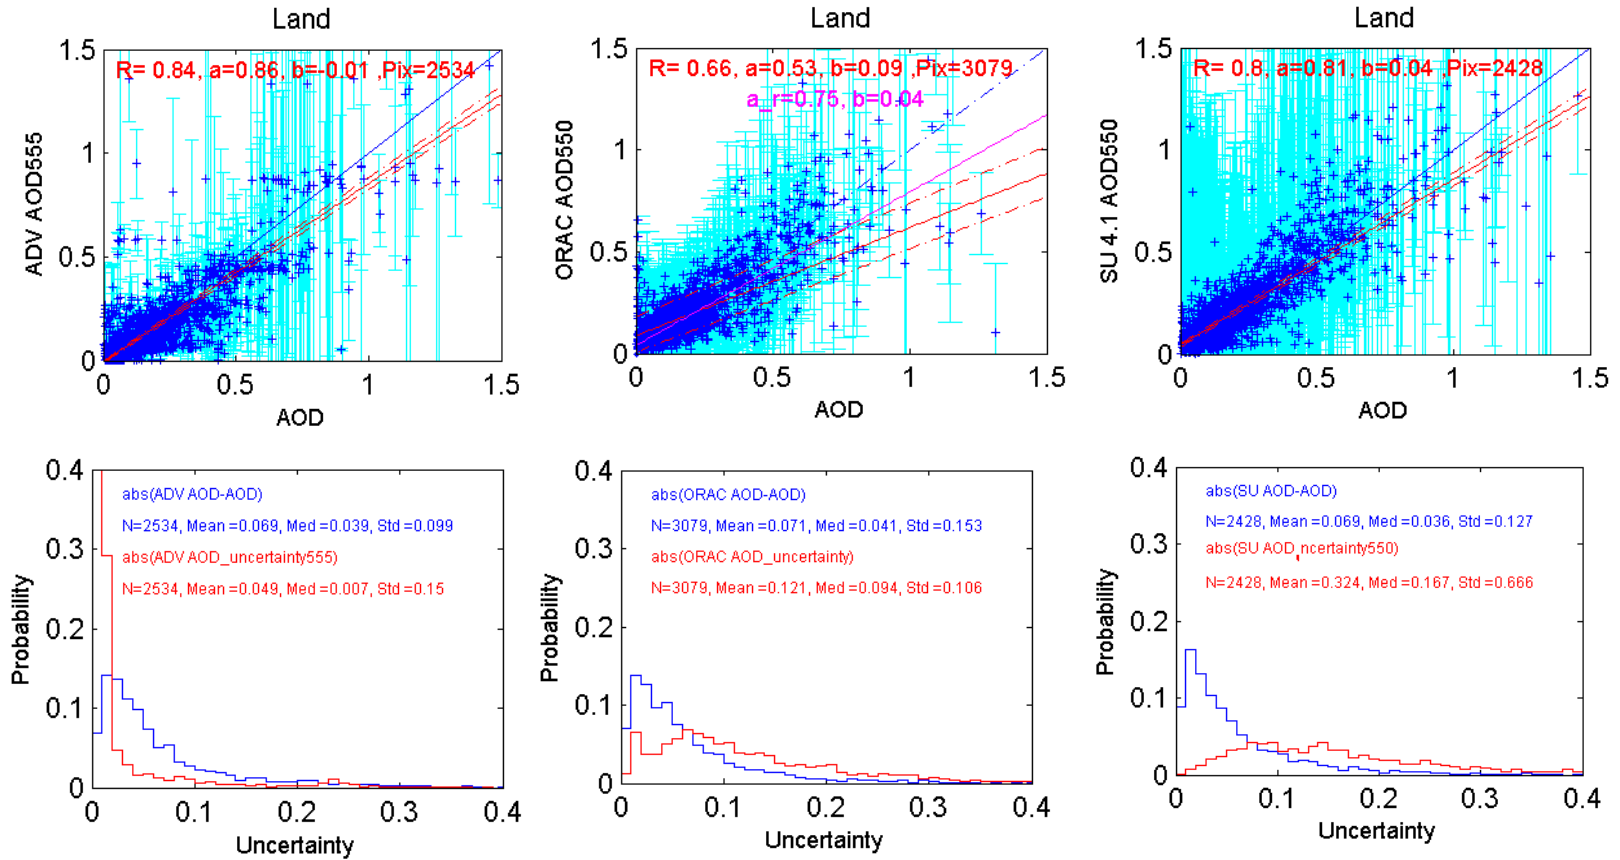 Land
R= 0.84, a=0.86, b=-0.01 ,Pix=2534
1.5
1
0.5
0
ADV AOD555
0
0.5
1
1.5
AOD
Land
R= 0.66, a=0.53, b=0.09 ,Pix=3079
a_r=0.75, b=0.04
1.5
1
0.5
0
ORAC AOD550
0
0.5
1
1.5
AOD
Land
R= 0.8, a=0.81, b=0.04 ,Pix=2428
1.5
1
0.5
0
SU 4.1 AOD550
0
0.5
1
1.5
AOD
abs(ADV AOD-AOD)
N=2534, Mean=0.069, Med=0.039, Std=0.099
abs(ADV AOD_uncertainty555)
N=2534, Mean=0.049, Med=0.007, Std=0.15
0.4
0.3
0.2
0.1
0
Probability
0
0.1
0.2
0.3
0.4
Uncertainty
abs(ORAC AOD-AOD)
N=3079, Mean=0.071, Med=0.041, Std=0.153
abs(ORAC AOD_uncertainty)
N=3079, Mean=0.121, Med=0.094, Std=0.106
0.4
0.3
0.2
0.1
0
Probability
0
0.1
0.2
0.3
0.4
Uncertainty
abs(SU AOD-AOD)
N=2428, Mean=0.069, Med=0.036, Std=0.127
abs(SU AOD,ncertainty550)
N=2428, Mean=0.324, Med=0.167, Std=0.666
0.4
0.3
0.2
0.1
0
Probability
0
0.1
0.2
0.3
0.4
Uncertainty